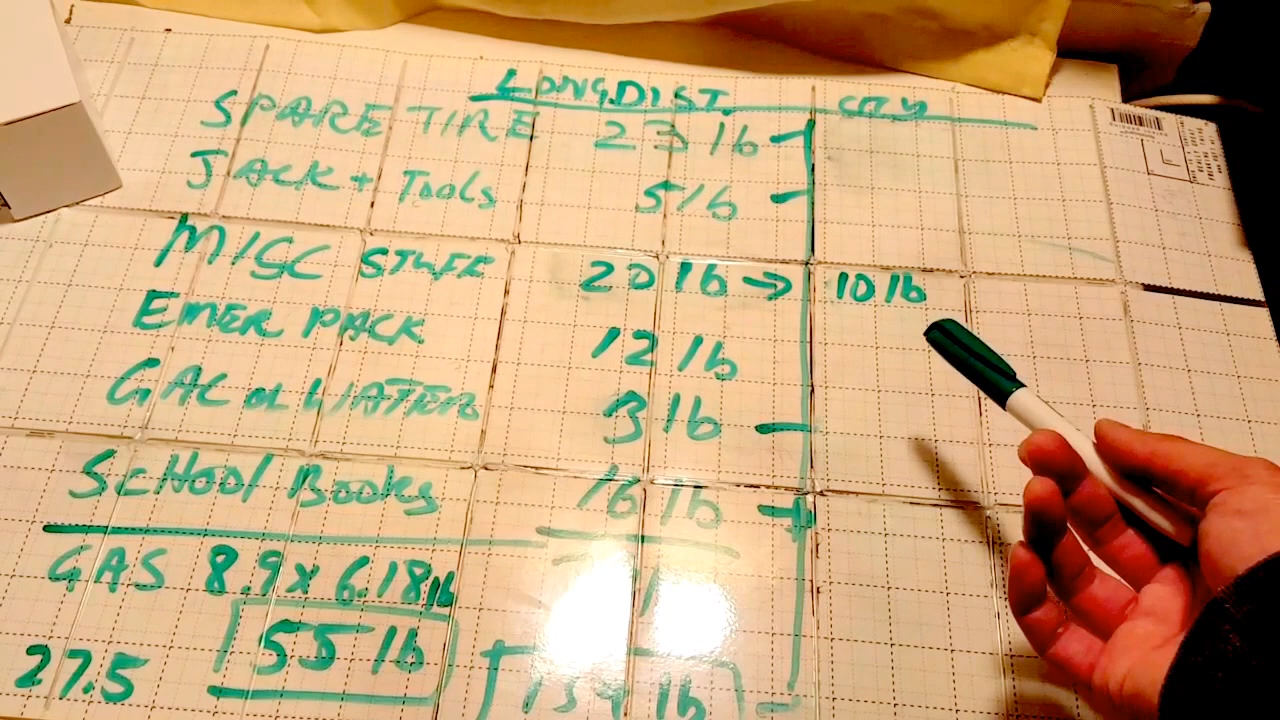 LONGDIST. CITY
SPARE TIRE 23 lb -
JACK + Tools 5 lb -
MISC STUFF 20 lb → 10 lb
EMER PACK 12 lb
GAL OL WATER 3 lb -
School Books 16 lb
GAS 8.9 x 6.18 lb
55 lb
27.5 134 lb -